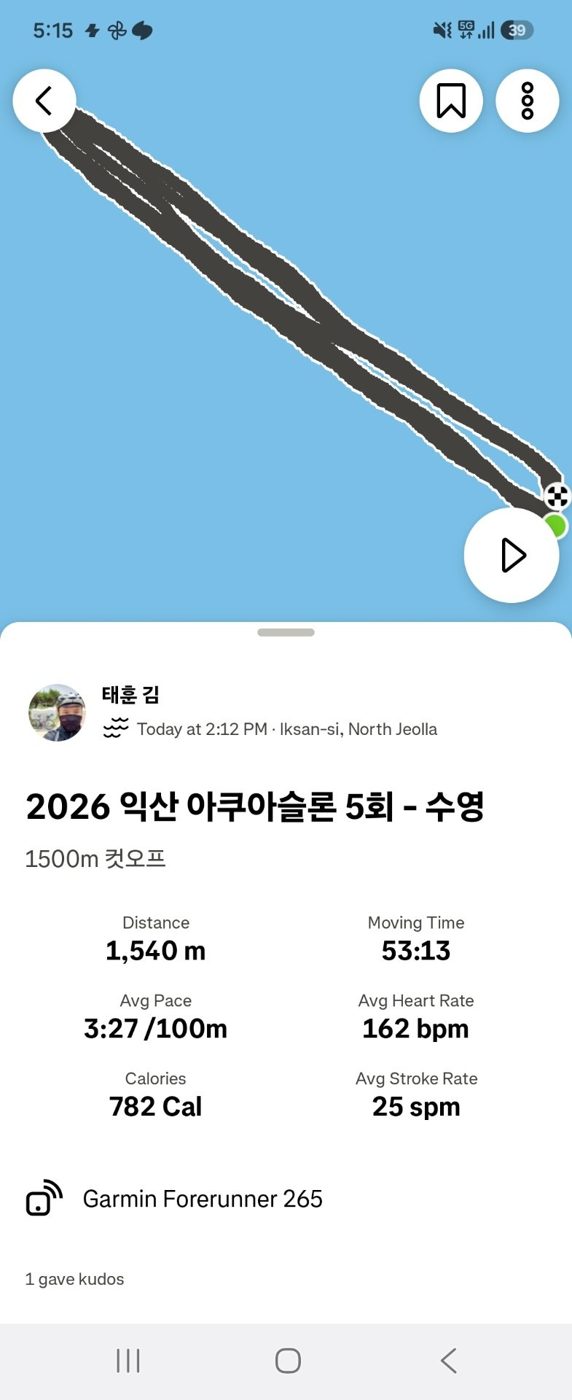 5:15
5G
39
태훈 김
Today at 2:12 PM · Iksan-si, North Jeolla
2026 익산 아쿠아슬론 5회 - 수영
1500m 컷오프
Distance
Moving Time
1,540 m
53:13
Avg Pace
Avg Heart Rate
3:27 /100m
162 bpm
Calories
Avg Stroke Rate
782 Cal
25 spm
Garmin Forerunner 265
1 gave kudos